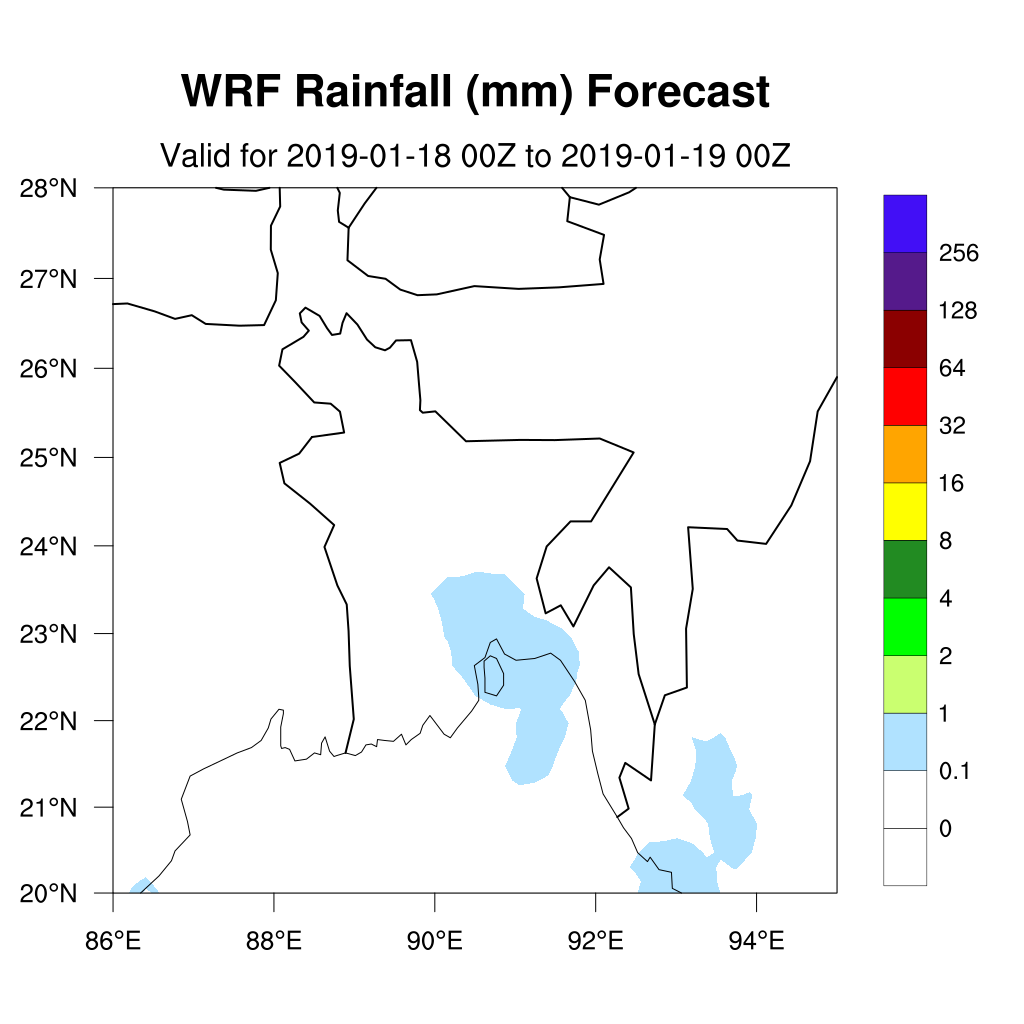 WRF Rainfall (mm) Forecast
Valid for 2019-01-18 00Z to 2019-01-19 00Z
28°N
27°N
26°N
25°N
24°N
23°N
22°N
21°N
20°N
86°E 88°E 90°E 92°E 94°E
256
128
64
32
16
8
4
2
1
0.1
0